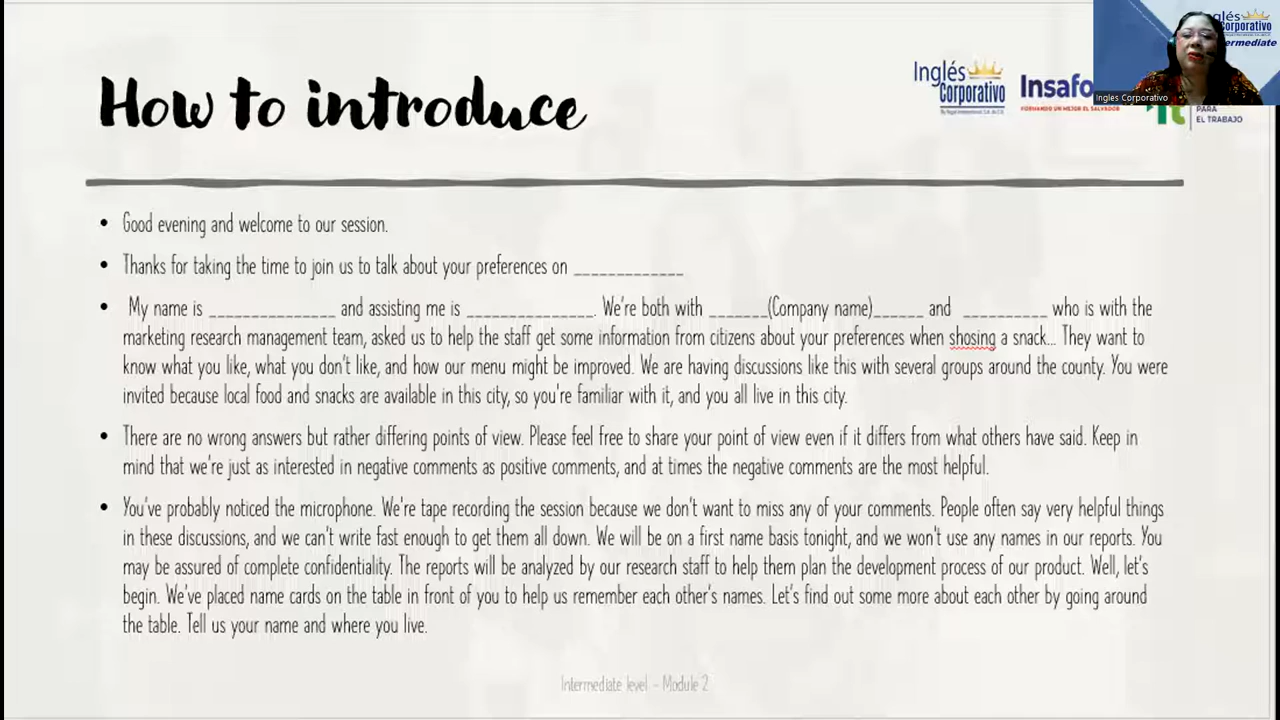 How to introduce
Inglés
Corporativo
Insafo
FORMANDO UN MEJOR EL SALVADOR
PARA
EL TRABAJO
glés
Corporativo
ermediate
Ingles Corporativo
• Good evening and welcome to our session.
• Thanks for taking the time to join us to talk about your preferences on _____________
• My name is _______________ and assisting me is _______________. We're both with _______(Company name)______ and __________ who is with the
marketing research management team, asked us to help the staff get some information from citizens about your preferences when shosing a snack... They want to
know what you like, what you don't like, and how our menu might be improved. We are having discussions like this with several groups around the county. You were
invited because local food and snacks are available in this city, so you're familiar with it, and you all live in this city.
• There are no wrong answers but rather differing points of view. Please feel free to share your point of view even if it differs from what others have said. Keep in
mind that we're just as interested in negative comments as positive comments, and at times the negative comments are the most helpful.
• You've probably noticed the microphone. We're tape recording the session because we don't want to miss any of your comments. People often say very helpful things
in these discussions, and we can't write fast enough to get them all down. We will be on a first name basis tonight, and we won't use any names in our reports. You
may be assured of complete confidentiality. The reports will be analyzed by our research staff to help them plan the development process of our product. Well, let's
begin. We've placed name cards on the table in front of you to help us remember each other's names. Let's find out some more about each other by going around
the table. Tell us your name and where you live.
Intermediate level - Module 2